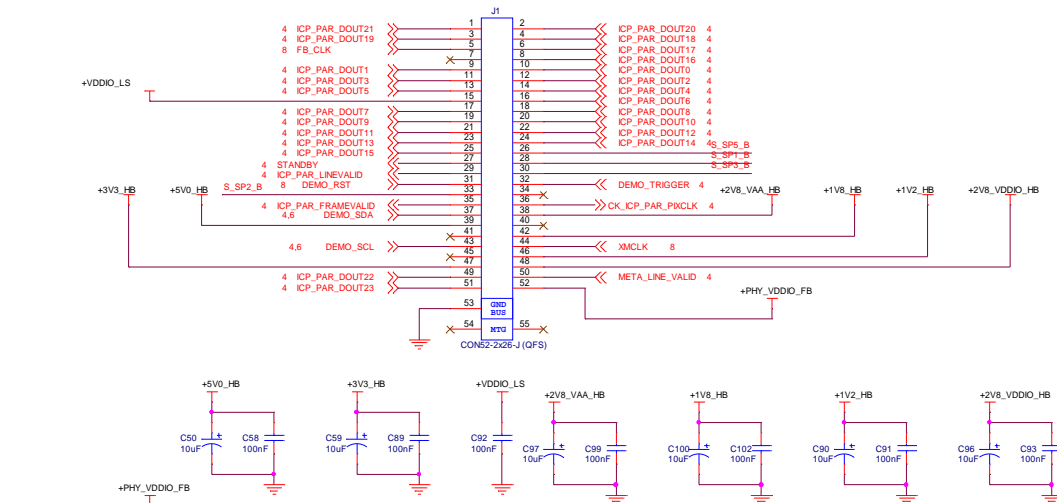 J1
4 ICP_PAR_DOUT21 1 2 ICP_PAR_DOUT20 4
4 ICP_PAR_DOUT19 3 4 ICP_PAR_DOUT18 4
8 FB_CLK 5 6 ICP_PAR_DOUT17 4
7 8 ICP_PAR_DOUT16 4
4 ICP_PAR_DOUT1 9 10 ICP_PAR_DOUT0 4
4 ICP_PAR_DOUT3 11 12 ICP_PAR_DOUT2 4
+VDDIO_LS
4 ICP_PAR_DOUT5 13 14 ICP_PAR_DOUT4 4
15 16 ICP_PAR_DOUT6 4
4 ICP_PAR_DOUT7 17 18 ICP_PAR_DOUT8 4
4 ICP_PAR_DOUT9 19 20 ICP_PAR_DOUT10 4
4 ICP_PAR_DOUT11 21 22 ICP_PAR_DOUT12 4
4 ICP_PAR_DOUT13 23 24 ICP_PAR_DOUT14 4
4 ICP_PAR_DOUT15 25 26 S_SP5_B
4 STANDBY 27 28 S_SP1_B
4 ICP_PAR_LINEVALID 29 30 S_SP3_B
8 DEMO_RST 31 32 DEMO_TRIGGER 4
+3V3_HB +5V0_HB S_SP2_B 33 34 +2V8_VAA_HB +1V8_HB +1V2_HB +2V8_VDDIO_HB
4 ICP_PAR_FRAMEVALID 35 36 CK_ICP_PAR_PIXCLK 4
4,6 DEMO_SDA 37 38
39 40
41 42
4,6 DEMO_SCL 43 44 XMCLK 8
45 46
47 48
4 ICP_PAR_DOUT22 49 50 META_LINE_VALID 4
4 ICP_PAR_DOUT23 51 52
+PHY_VDDIO_FB
53 GND
BUS
54 MTG 55
CON52-2x26-J (QFS)
+5V0_HB +3V3_HB +VDDIO_LS +2V8_VAA_HB +1V8_HB +1V2_HB +2V8_VDDIO_HB
C50 C58 C59 C89 C92 C97 C99 C100 C102 C90 C91 C96 C93
10uF 100nF 10uF 100nF 100nF 10uF 100nF 10uF 100nF 10uF 100nF 10uF 100nF
+PHY_VDDIO_FB